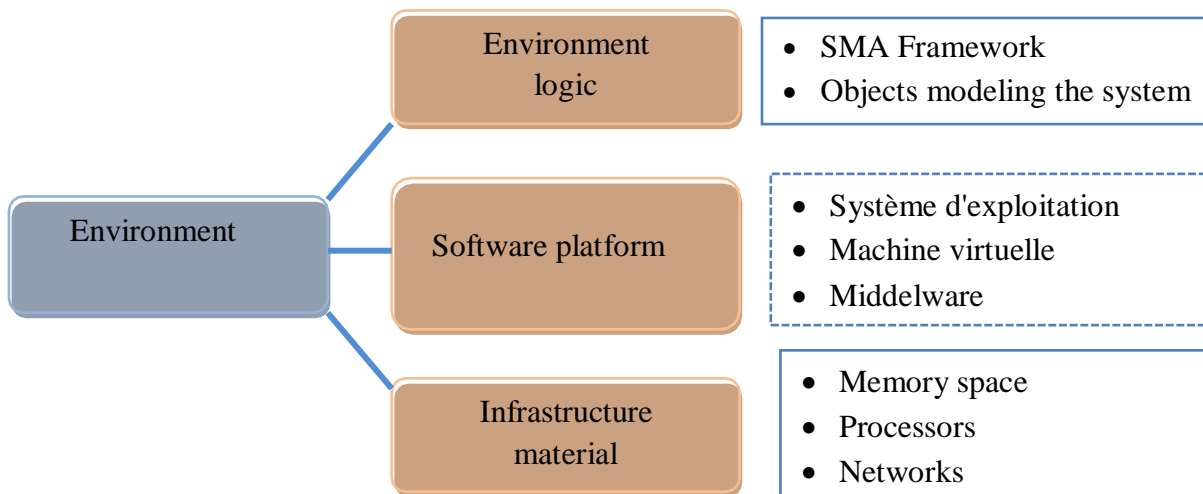 Environment
Environment
logic
• SMA Framework
• Objects modeling the system
Software platform
• Système d'exploitation
• Machine virtuelle
• Middelware
Infrastructure
material
• Memory space
• Processors
• Networks